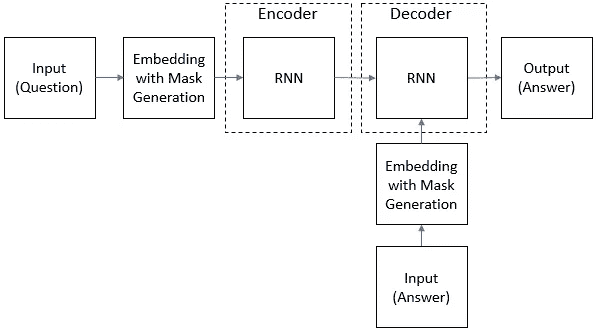 Encoder
Decoder
Input
(Question)
Embedding
with Mask
Generation
RNN
RNN
Output
(Answer)
Embedding
with Mask
Generation
Input
(Answer)